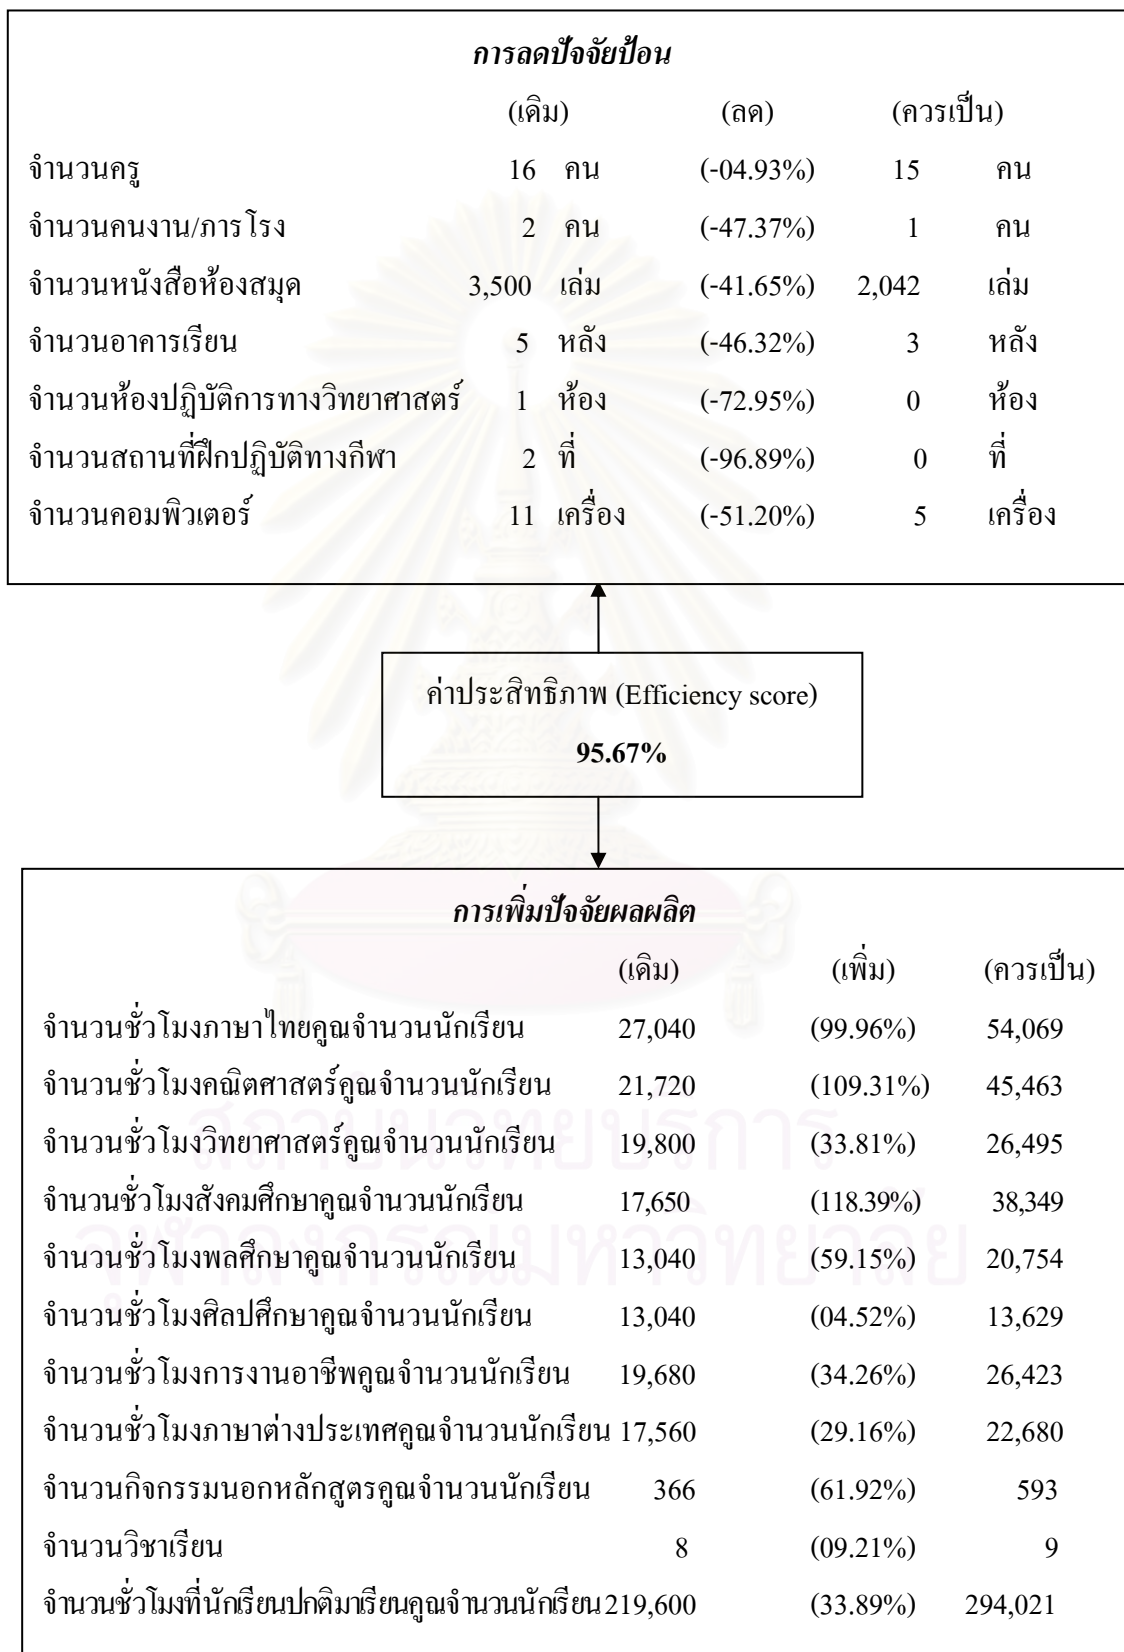 การลดปัจจัยป้อน
(เดิม) (ลด) (ควรเป็น)
จำนวนครู 16 คน (-04.93%) 15 คน
จำนวนคนงาน/ภารโรง 2 คน (-47.37%) 1 คน
จำนวนหนังสือห้องสมุด 3,500 เล่ม (-41.65%) 2,042 เล่ม
จำนวนอาคารเรียน 5 หลัง (-46.32%) 3 หลัง
จำนวนห้องปฏิบัติการทางวิทยาศาสตร์ 1 ห้อง (-72.95%) 0 ห้อง
จำนวนสถานที่ฝึกปฏิบัติทางกีฬา 2 ที่ (-96.89%) 0 ที่
จำนวนคอมพิวเตอร์ 11 เครื่อง (-51.20%) 5 เครื่อง
ค่าประสิทธิภาพ (Efficiency score)
95.67%
การเพิ่มปัจจัยผลผลิต
(เดิม) (เพิ่ม) (ควรเป็น)
จำนวนชั่วโมงภาษาไทยคูณจำนวนนักเรียน 27,040 (99.96%) 54,069
จำนวนชั่วโมงคณิตศาสตร์คูณจำนวนนักเรียน 21,720 (109.31%) 45,463
จำนวนชั่วโมงวิทยาศาสตร์คูณจำนวนนักเรียน 19,800 (33.81%) 26,495
จำนวนชั่วโมงสังคมศึกษาคูณจำนวนนักเรียน 17,650 (118.39%) 38,349
จำนวนชั่วโมงพลศึกษาคูณจำนวนนักเรียน 13,040 (59.15%) 20,754
จำนวนชั่วโมงศิลปศึกษาคูณจำนวนนักเรียน 13,040 (04.52%) 13,629
จำนวนชั่วโมงการงานอาชีพคูณจำนวนนักเรียน 19,680 (34.26%) 26,423
จำนวนชั่วโมงภาษาต่างประเทศคูณจำนวนนักเรียน 17,560 (29.16%) 22,680
จำนวนกิจกรรมนอกหลักสูตรคูณจำนวนนักเรียน 366 (61.92%) 593
จำนวนวิชาเรียน 8 (09.21%) 9
จำนวนชั่วโมงที่นักเรียนปกติมาเรียนคูณจำนวนนักเรียน 219,600 (33.89%) 294,021
สถาบันวิทยบริการ
จุฬาลงกรณ์มหาวิทยาลัย